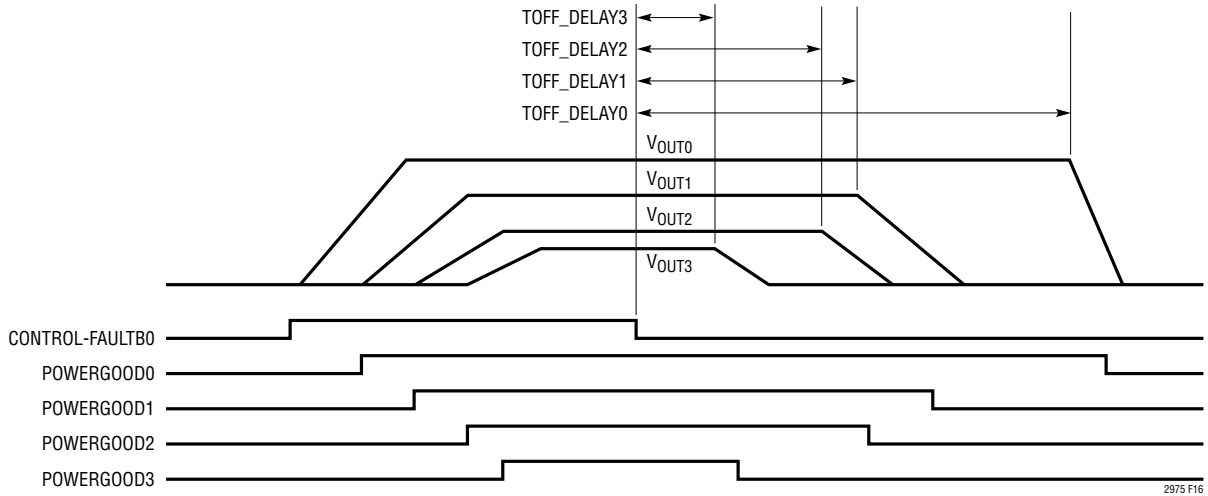 TOFF_DELAY3
TOFF_DELAY2
TOFF_DELAY1
TOFF_DELAY0
VOUT0
VOUT1
VOUT2
VOUT3
CONTROL-FAULTB0
POWERGOOD0
POWERGOOD1
POWERGOOD2
POWERGOOD3
2975 F16